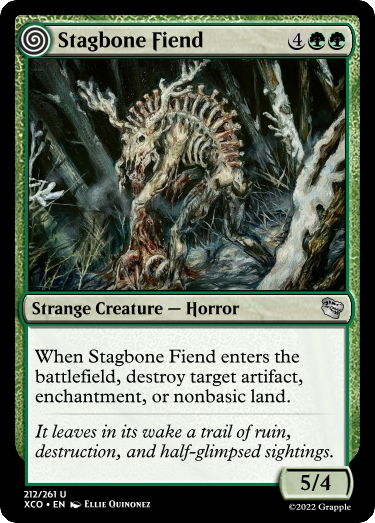 Stagbone Fiend 4
Strange Creature — Horror
When Stagbone Fiend enters the
battlefield, destroy target artifact,
enchantment, or nonbasic land.
It leaves in its wake a trail of ruin,
destruction, and half-glimpsed sightings.
5/4
212/261 U
XCO • EN Ellie Quinonez
©2022 Grapple